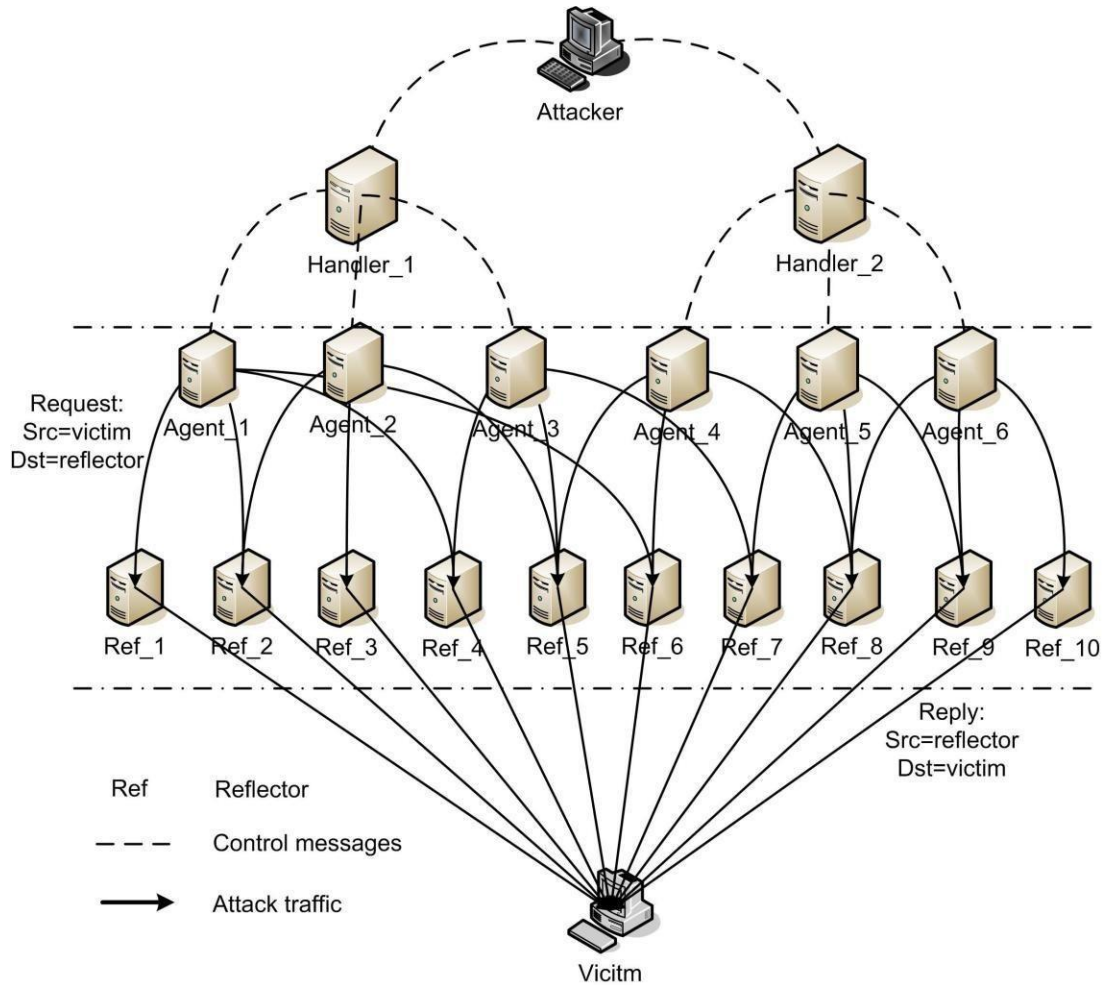 Attacker
Handler_1
Handler_2
Request:
Src=victim
Dst=reflector
Agent_1
Agent_2
Agent_3
Agent_4
Agent_5
Agent_6
Ref_1
Ref_2
Ref_3
Ref_4
Ref_5
Ref_6
Ref_7
Ref_8
Ref_9
Ref_10
Reply:
Src=reflector
Dst=victim
Ref Reflector
Control messages
Attack traffic
Vicitm